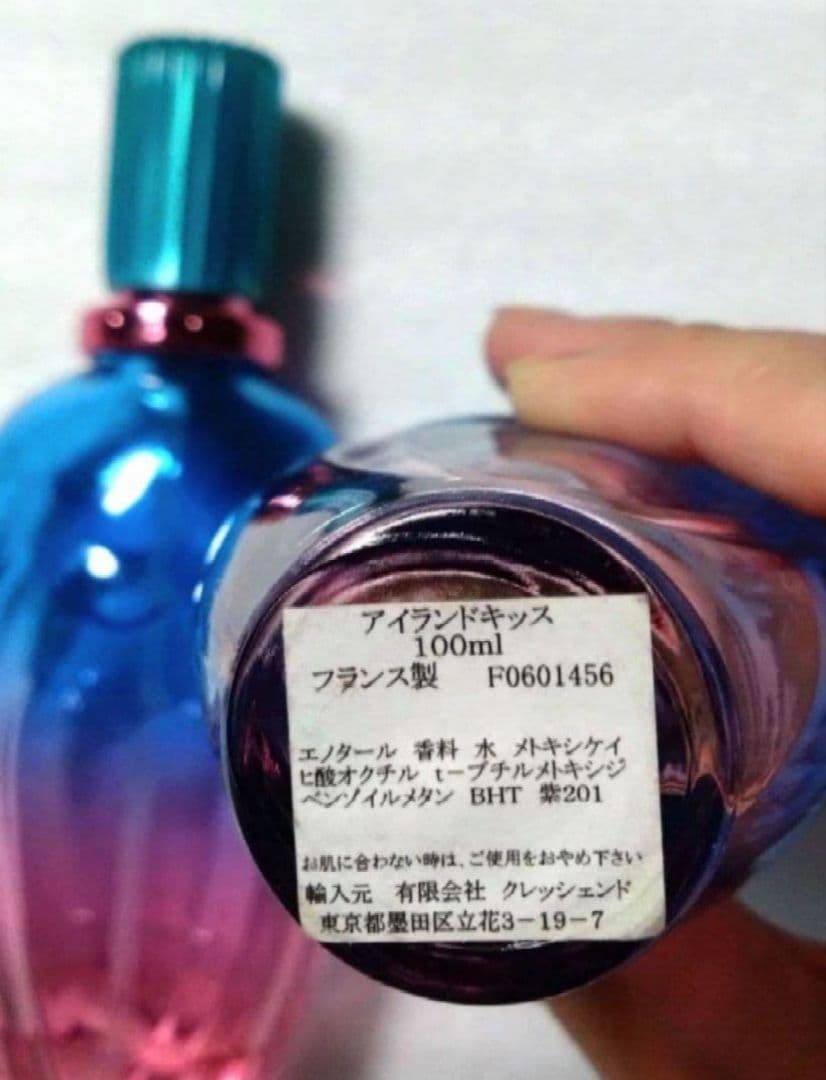 アイランドキッス
100ml
フランス製 F0601456
エノタール 香料 水 メトキシケイ
ヒ酸オクチル t-ブチルメトキシジ
ベンゾイルメタン BHT 紫201
お肌に合わない時は、ご使用をおやめ下さい
輸入元 有限会社 クレッシェンド
東京都墨田区立花3-19-7